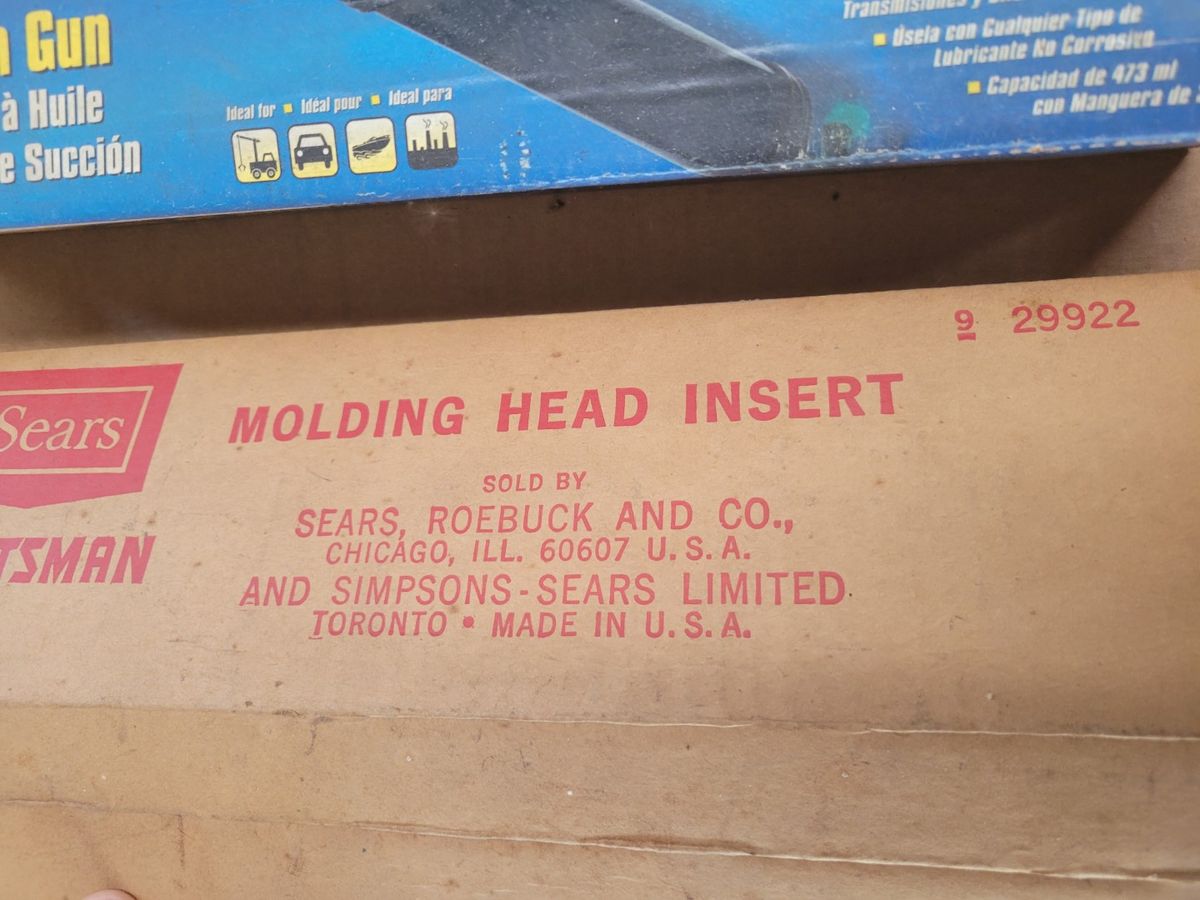 Gun
à Huile
e Succión
Ideal for ▪ Idéal pour ▪ Ideal para
Transmisiones y
▪ Úsela con Cualquier Tipo de
Lubricante No Corrosivo
▪ Capacidad de 473 ml
con Manguera de
9 29922
Sears
MOLDING HEAD INSERT
SOLD BY
SEARS, ROEBUCK AND CO.,
CHICAGO, ILL. 60607 U.S.A.
AND SIMPSONS-SEARS LIMITED
TORONTO • MADE IN U.S.A.
TSMAN